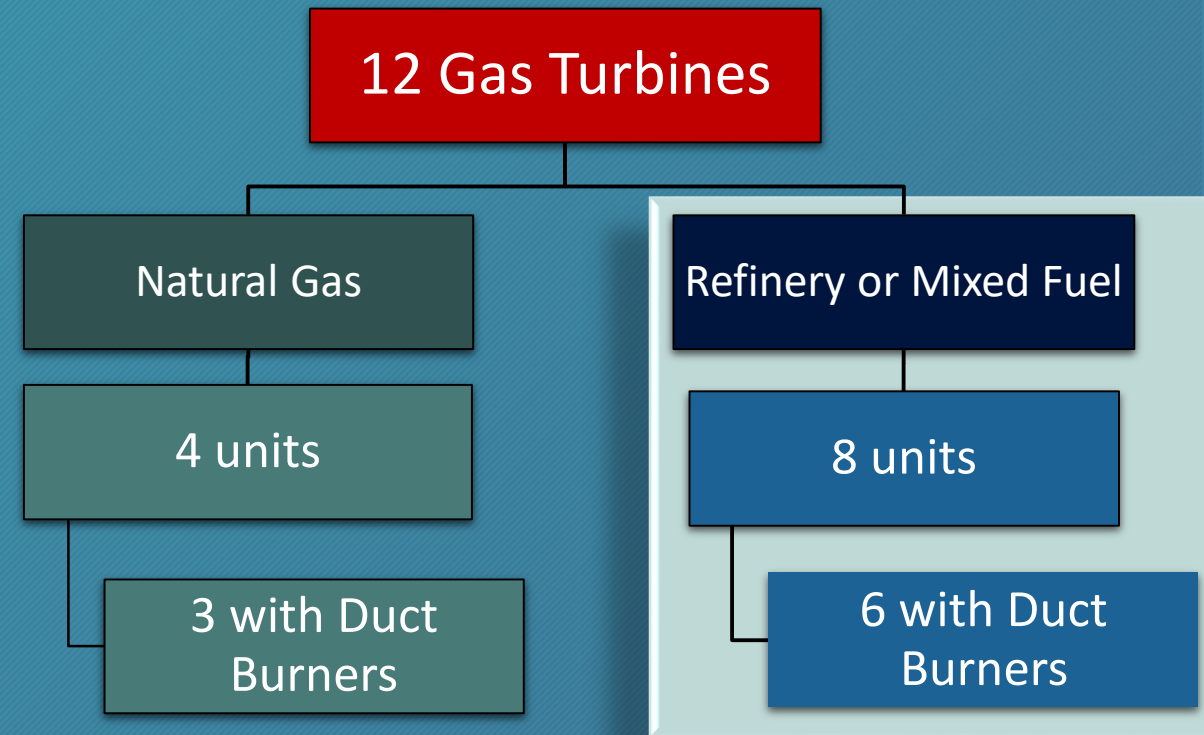 12 Gas Turbines
Natural Gas
Refinery or Mixed Fuel
4 units
8 units
3 with Duct
Burners
6 with Duct
Burners